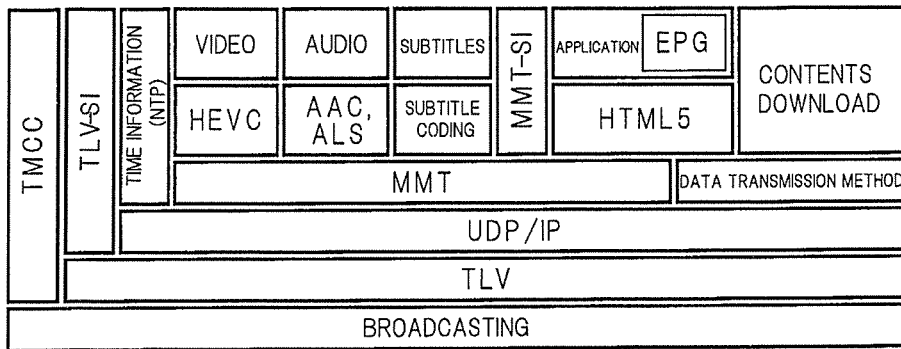 TMCC
TLV-SI
TIME INFORMATION
(NTP)
VIDEO
AUDIO
SUBTITLES
MMT-SI
APPLICATION
EPG
CONTENTS
DOWNLOAD
HEVC
AAC,
ALS
SUBTITLE
CODING
HTML5
MMT
DATA TRANSMISSION METHOD
UDP/IP
TLV
BROADCASTING